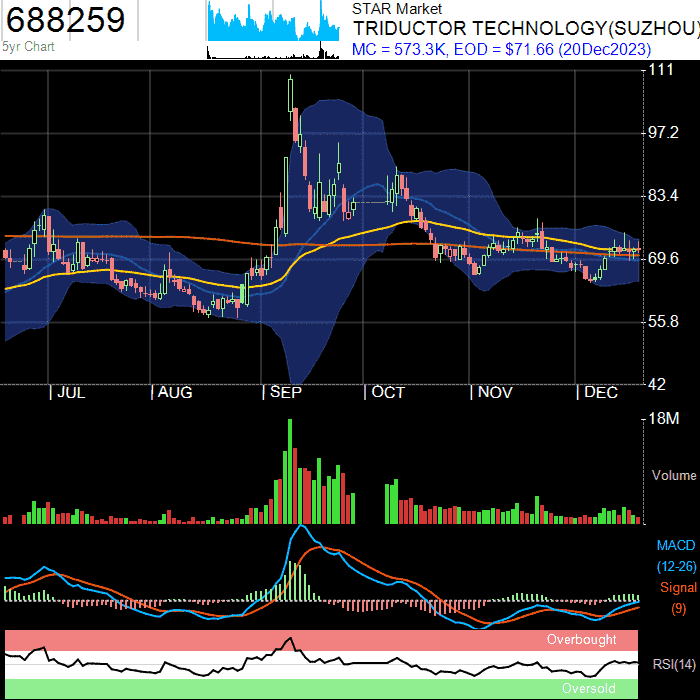 688259
5yr Chart
STAR Market
TRIDUCTOR TECHNOLOGY(SUZHOU)
MC = 573.3K, EOD = $71.66 (20Dec2023)
111
97.2
83.4
69.6
55.8
42
| JUL | AUG | SEP | OCT | NOV | DEC
18M
Volume
MACD
(12-26)
Signal
(9)
Overbought
RSI(14)
Oversold